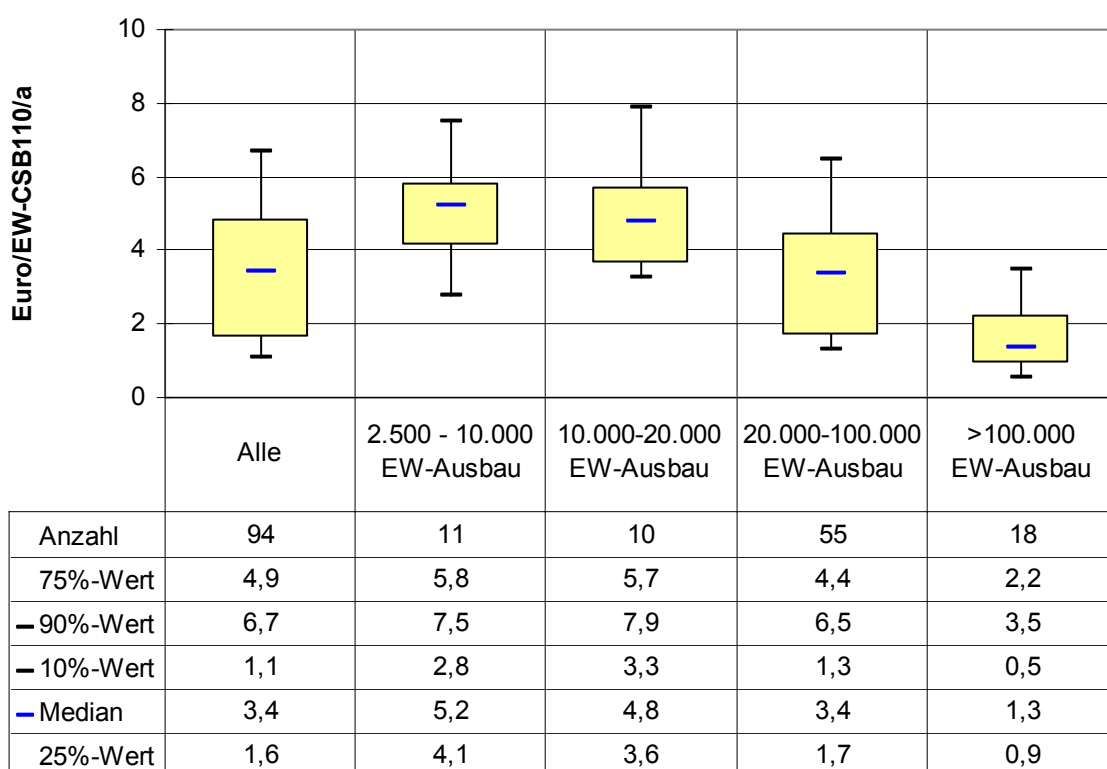 Euro/EW-CSB110/a
10
8
6
4
2
0
Alle
2.500 - 10.000
EW-Ausbau
10.000-20.000
EW-Ausbau
20.000-100.000
EW-Ausbau
>100.000
EW-Ausbau
Anzahl 94 11 10 55 18
75%-Wert 4,9 5,8 5,7 4,4 2,2
90%-Wert 6,7 7,5 7,9 6,5 3,5
10%-Wert 1,1 2,8 3,3 1,3 0,5
Median 3,4 5,2 4,8 3,4 1,3
25%-Wert 1,6 4,1 3,6 1,7 0,9